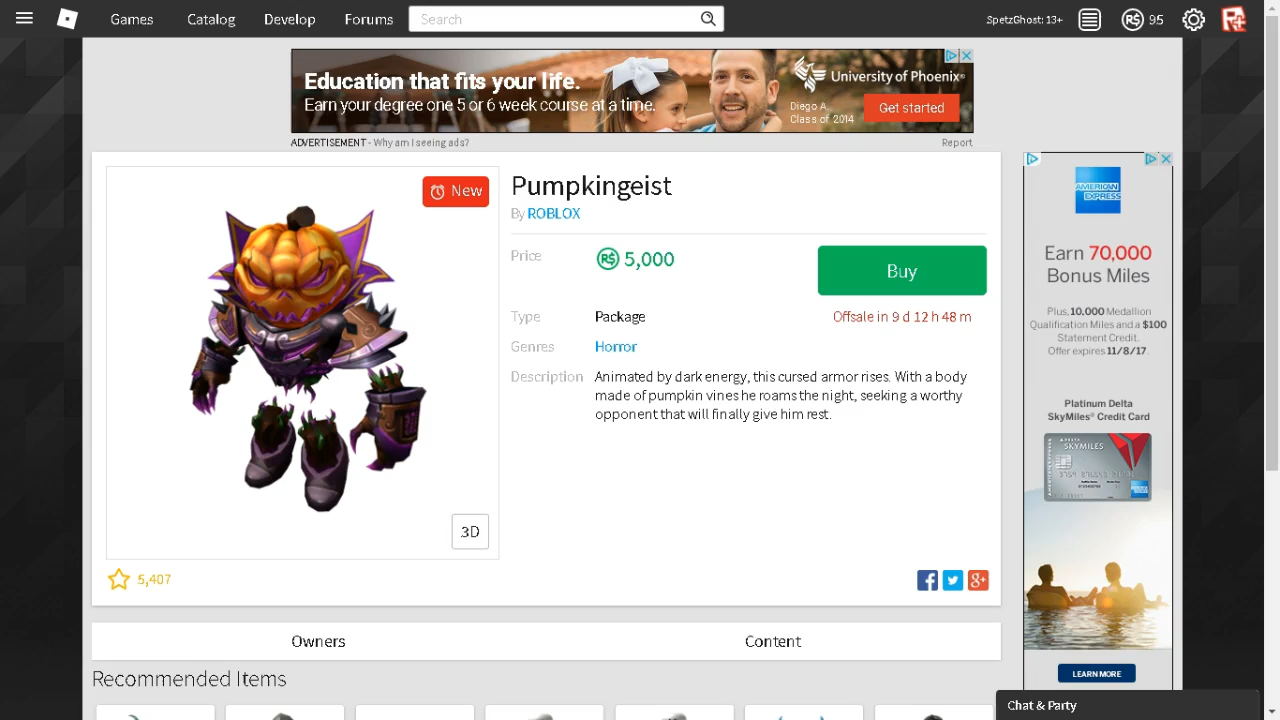 Games Catalog Develop Forums Search SpetzGhost: 13+ R$ 95
Education that fits your life.
Earn your degree one 5 or 6 week course at a time.
University of Phoenix
Diego A.
Class of 2014
Get started
ADVERTISEMENT - Why am I seeing ads? Report
New
3D
5,407
Pumpkingeist
By ROBLOX
Price R$ 5,000
Buy
Type Package
Offsale in 9 d 12 h 48 m
Genres Horror
Description Animated by dark energy, this cursed armor rises. With a body
made of pumpkin vines he roams the night, seeking a worthy
opponent that will finally give him rest.
Owners Content
Recommended Items
AMERICAN
EXPRESS
Earn 70,000
Bonus Miles
Plus, 10,000 Medallion
Qualification Miles and a $100
Statement Credit.
Offer expires 11/8/17.
Platinum Delta
SkyMiles® Credit Card
SKYMILES
LEARN MORE
Chat & Party